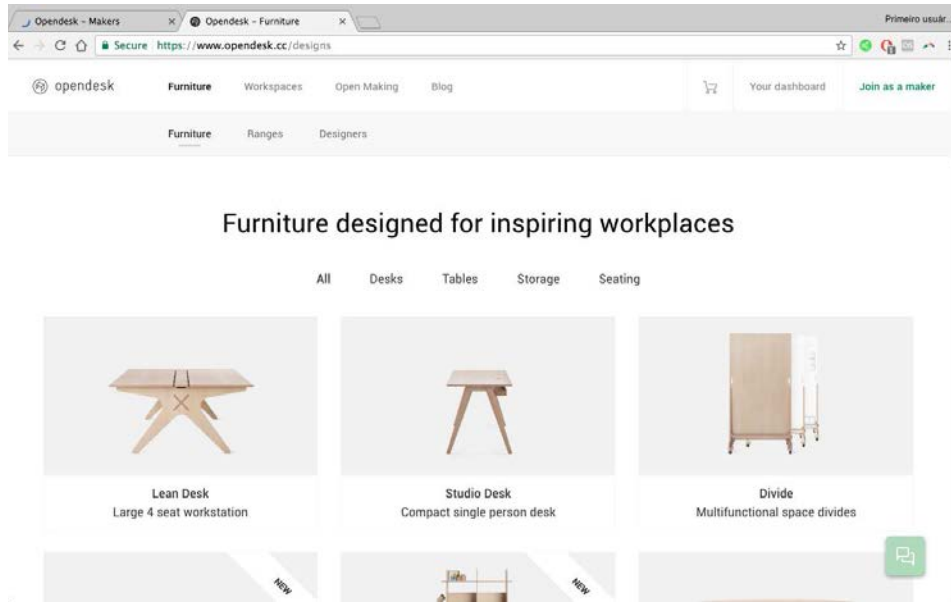 Opendesk – Makers
Opendesk – Furniture
Primeiro usuár...
Secure https://www.opendesk.cc/designs
opendesk
Furniture Workspaces Open Making Blog
Your dashboard
Join as a maker
Furniture Ranges Designers
Furniture designed for inspiring workplaces
All Desks Tables Storage Seating
Lean Desk
Large 4 seat workstation
Studio Desk
Compact single person desk
Divide
Multifunctional space divides
NEW
NEW